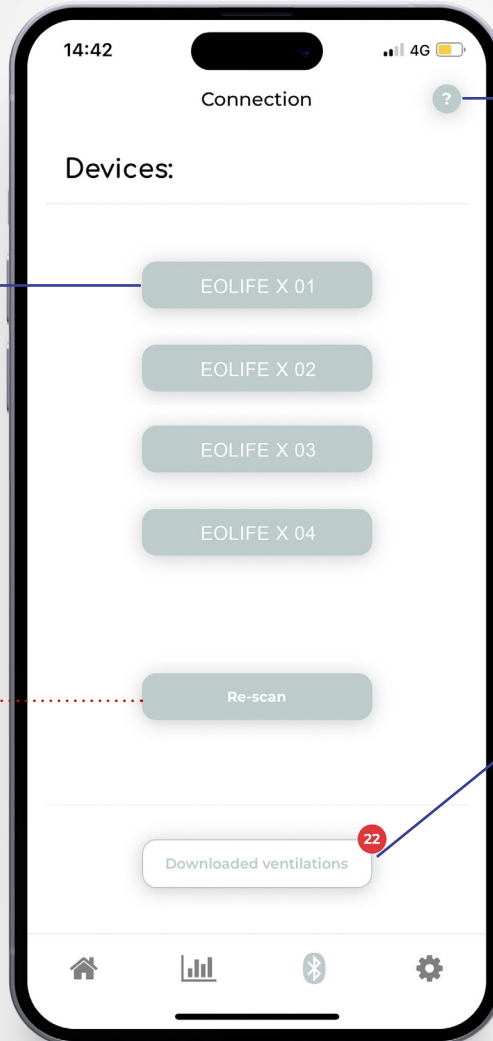 14:42
4G
Connection
?
Devices:
EOLIFE X 01
EOLIFE X 02
EOLIFE X 03
EOLIFE X 04
Re-scan
22
Downloaded ventilations